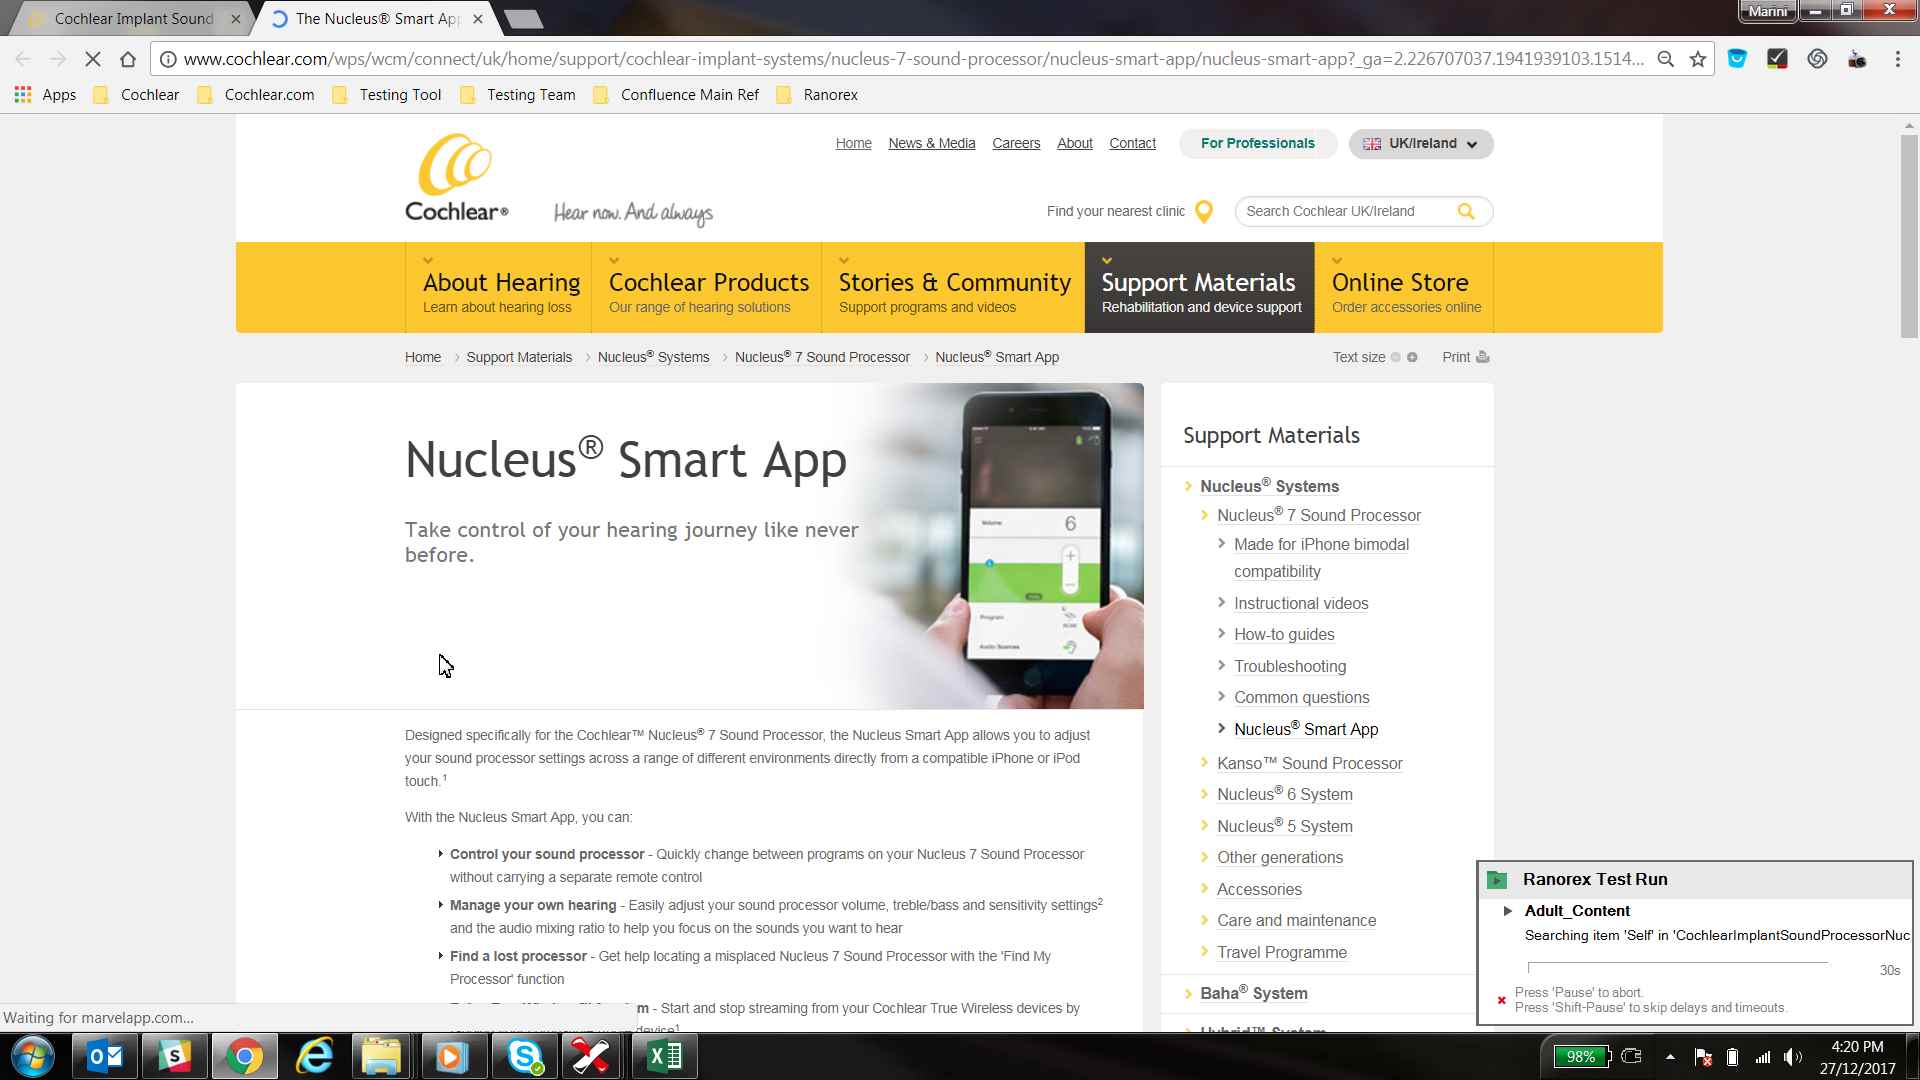 Cochlear Implant Sound
The Nucleus® Smart App
Marini
www.cochlear.com/wps/wcm/connect/uk/home/support/cochlear-implant-systems/nucleus-7-sound-processor/nucleus-smart-app/nucleus-smart-app?_ga=2.226707037.1941939103.1514...
Apps
Cochlear
Cochlear.com
Testing Tool
Testing Team
Confluence Main Ref
Ranorex
Home
News & Media
Careers
About
Contact
For Professionals
UK/Ireland
Cochlear®
Hear now. And always
Find your nearest clinic
Search Cochlear UK/Ireland
About Hearing
Learn about hearing loss
Cochlear Products
Our range of hearing solutions
Stories & Community
Support programs and videos
Support Materials
Rehabilitation and device support
Online Store
Order accessories online
Home
Support Materials
Nucleus® Systems
Nucleus® 7 Sound Processor
Nucleus® Smart App
Text size
Print
Nucleus® Smart App
Take control of your hearing journey like never
before.
Volume
6
Program
Audio Sources
Designed specifically for the Cochlear™ Nucleus® 7 Sound Processor, the Nucleus Smart App allows you to adjust
your sound processor settings across a range of different environments directly from a compatible iPhone or iPod
touch.¹
With the Nucleus Smart App, you can:
Control your sound processor - Quickly change between programs on your Nucleus 7 Sound Processor
without carrying a separate remote control
Manage your own hearing - Easily adjust your sound processor volume, treble/bass and sensitivity settings²
and the audio mixing ratio to help you focus on the sounds you want to hear
Find a lost processor - Get help locating a misplaced Nucleus 7 Sound Processor with the 'Find My
Processor' function
m - Start and stop streaming from your Cochlear True Wireless devices by
device¹
Support Materials
Nucleus® Systems
Nucleus® 7 Sound Processor
Made for iPhone bimodal
compatibility
Instructional videos
How-to guides
Troubleshooting
Common questions
Nucleus® Smart App
Kanso™ Sound Processor
Nucleus® 6 System
Nucleus® 5 System
Other generations
Accessories
Care and maintenance
Travel Programme
Baha® System
Hybrid™ System
Ranorex Test Run
Adult_Content
Searching item 'Self' in 'CochlearImplantSoundProcessorNuc
30s
Press 'Pause' to abort.
Press 'Shift-Pause' to skip delays and timeouts.
Waiting for marvelapp.com...
98%
4:20 PM
27/12/2017